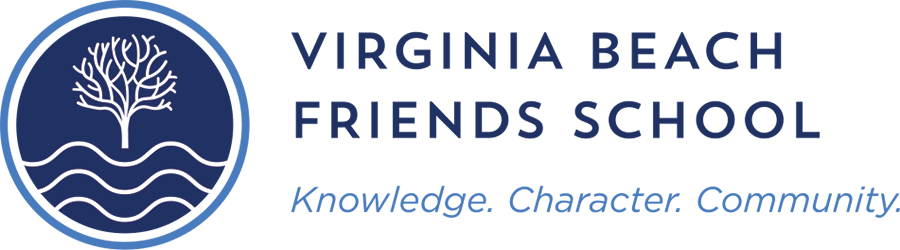 VIRGINIA BEACH
FRIENDS SCHOOL
Knowledge. Character. Community.